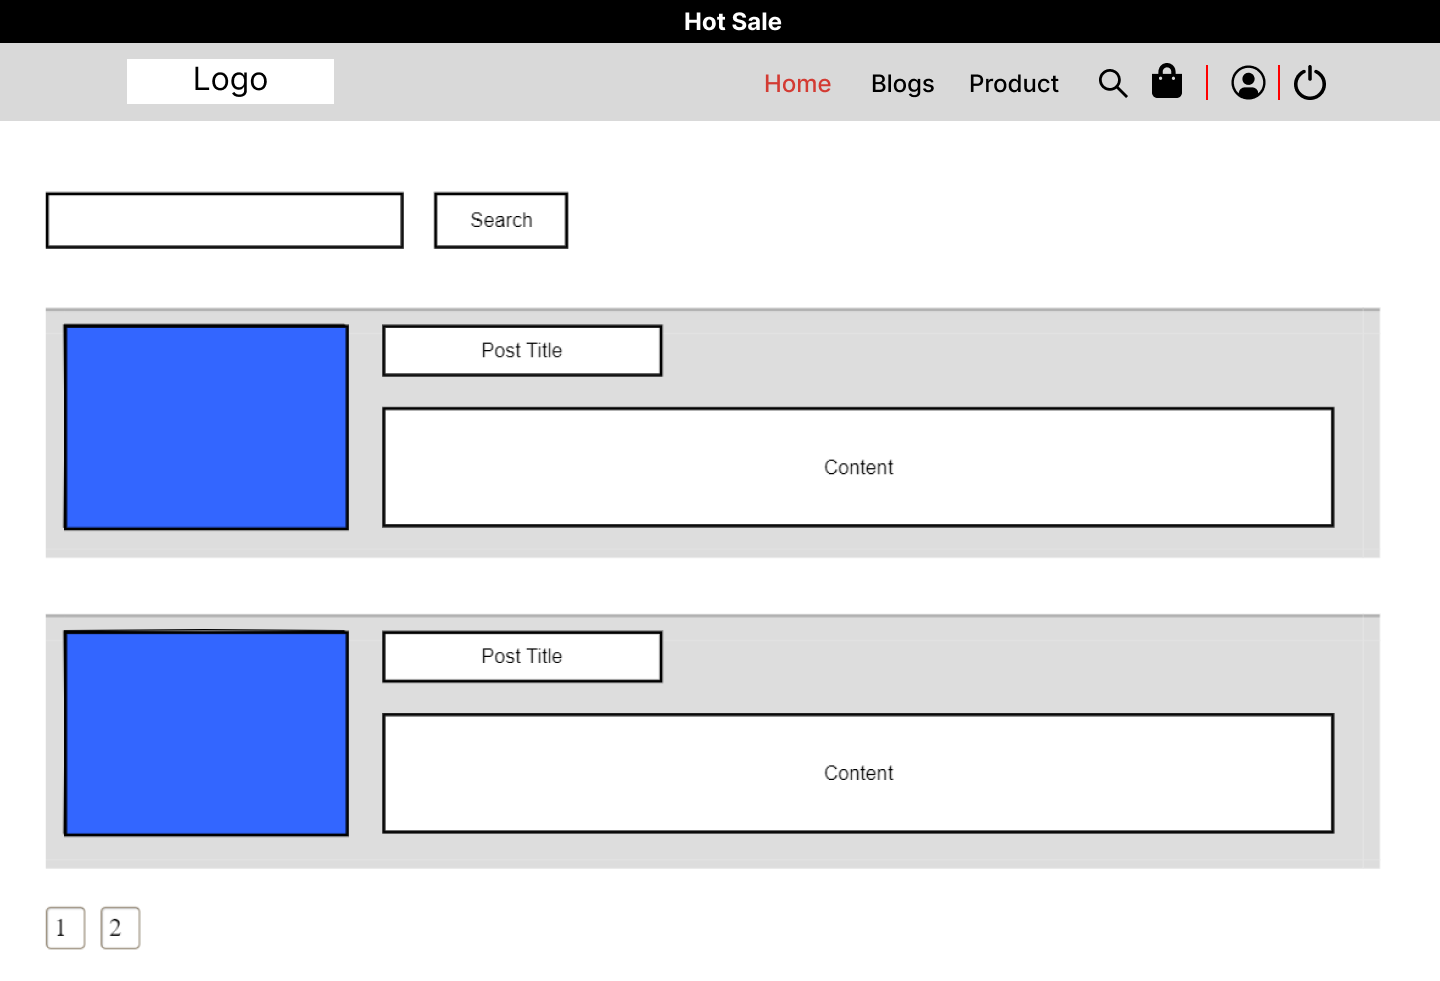 Hot Sale
Logo
Home Blogs Product
Search
Post Title
Content
Post Title
Content
1 2